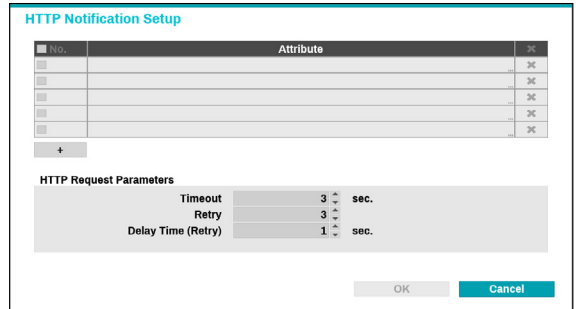 HTTP Notification Setup
No. Attribute
...
...
...
...
...
+
HTTP Request Parameters
Timeout 3 sec.
Retry 3
Delay Time (Retry) 1 sec.
OK Cancel